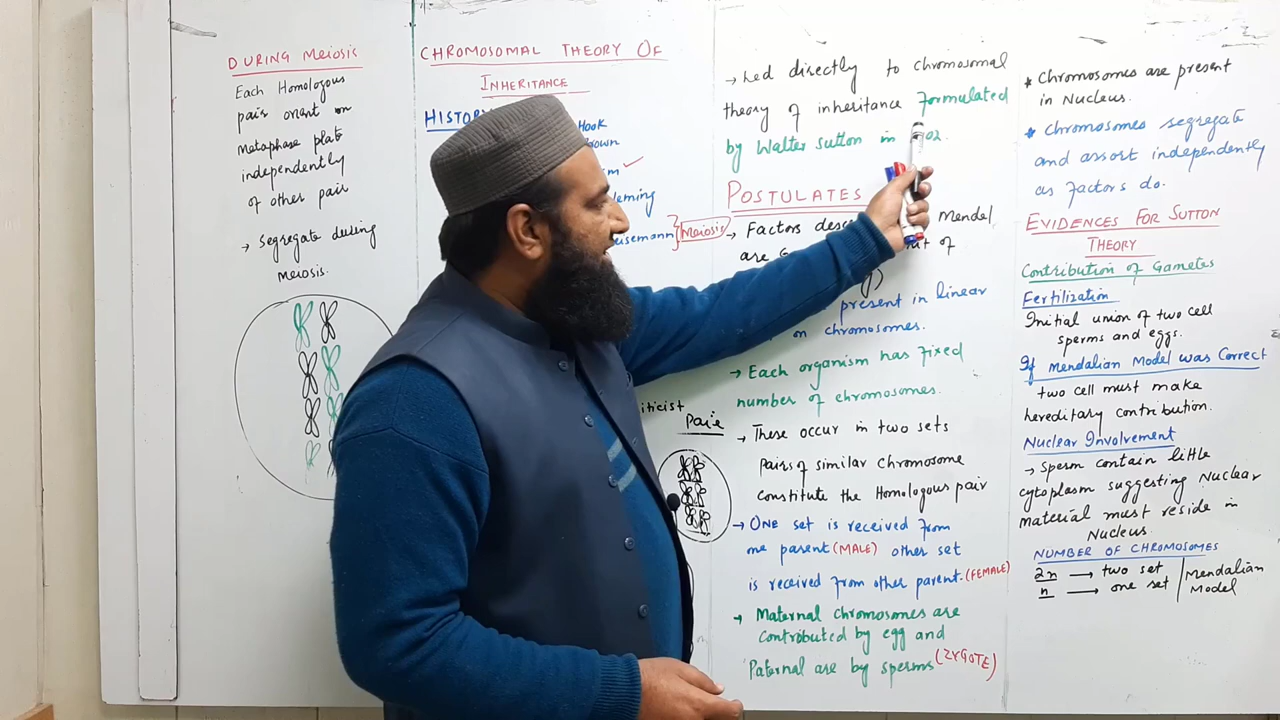 DURING Meiosis
Each Homologous
pair orient on
Metaphase plate
independently
of other pair
→ Segregate during
meiosis.
CHROMOSOMAL THEORY OF
INHERITANCE
HISTORY
Hook
own
eming
eismann } Meiosis
iticist
Pair
→ Led directly to chromosomal
theory of inheritance formulated
by Walter Sutton in 02.
POSTULATES
→ Factors desc Mendel
are of
present in linear
on chromosomes.
→ Each organism has fixed
number of chromosomes.
→ These occur in two sets
Pairs of similar chromosome
constitute the Homologous pair
→ ONE set is received from
one parent (MALE) other set
is received from other parent. (FEMALE)
→ Maternal chromosomes are
contributed by egg and
Paternal are by sperms (ZYGOTE)
* Chromosomes are present
in Nucleus.
* Chromosomes segregate
and assort independently
as factors do.
EVIDENCES FOR SUTTON
THEORY
Contribution of Gametes
Fertilization
Initial union of two cell
sperms and eggs.
If Mendalian Model was Correct
two cell must make
hereditary contribution.
Nuclear Involvement
→ Sperm contain little
cytoplasm suggesting Nuclear
material must reside in
Nucleus.
NUMBER OF CHROMOSOMES
2n → two set | Mendalian
n → one set | Model